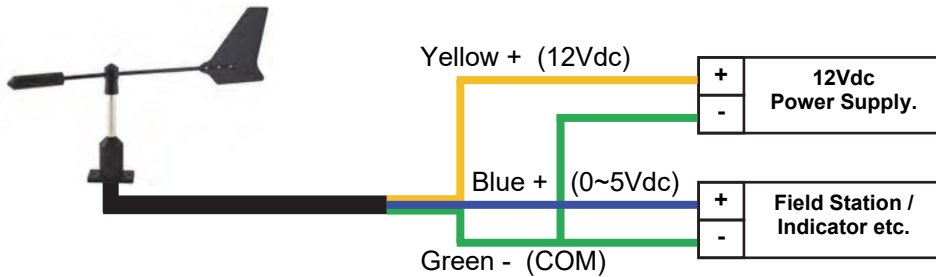 Yellow + (12Vdc)
+
12Vdc
Power Supply.
-
Blue + (0~5Vdc)
+
Field Station /
Indicator etc.
-
Green - (COM)